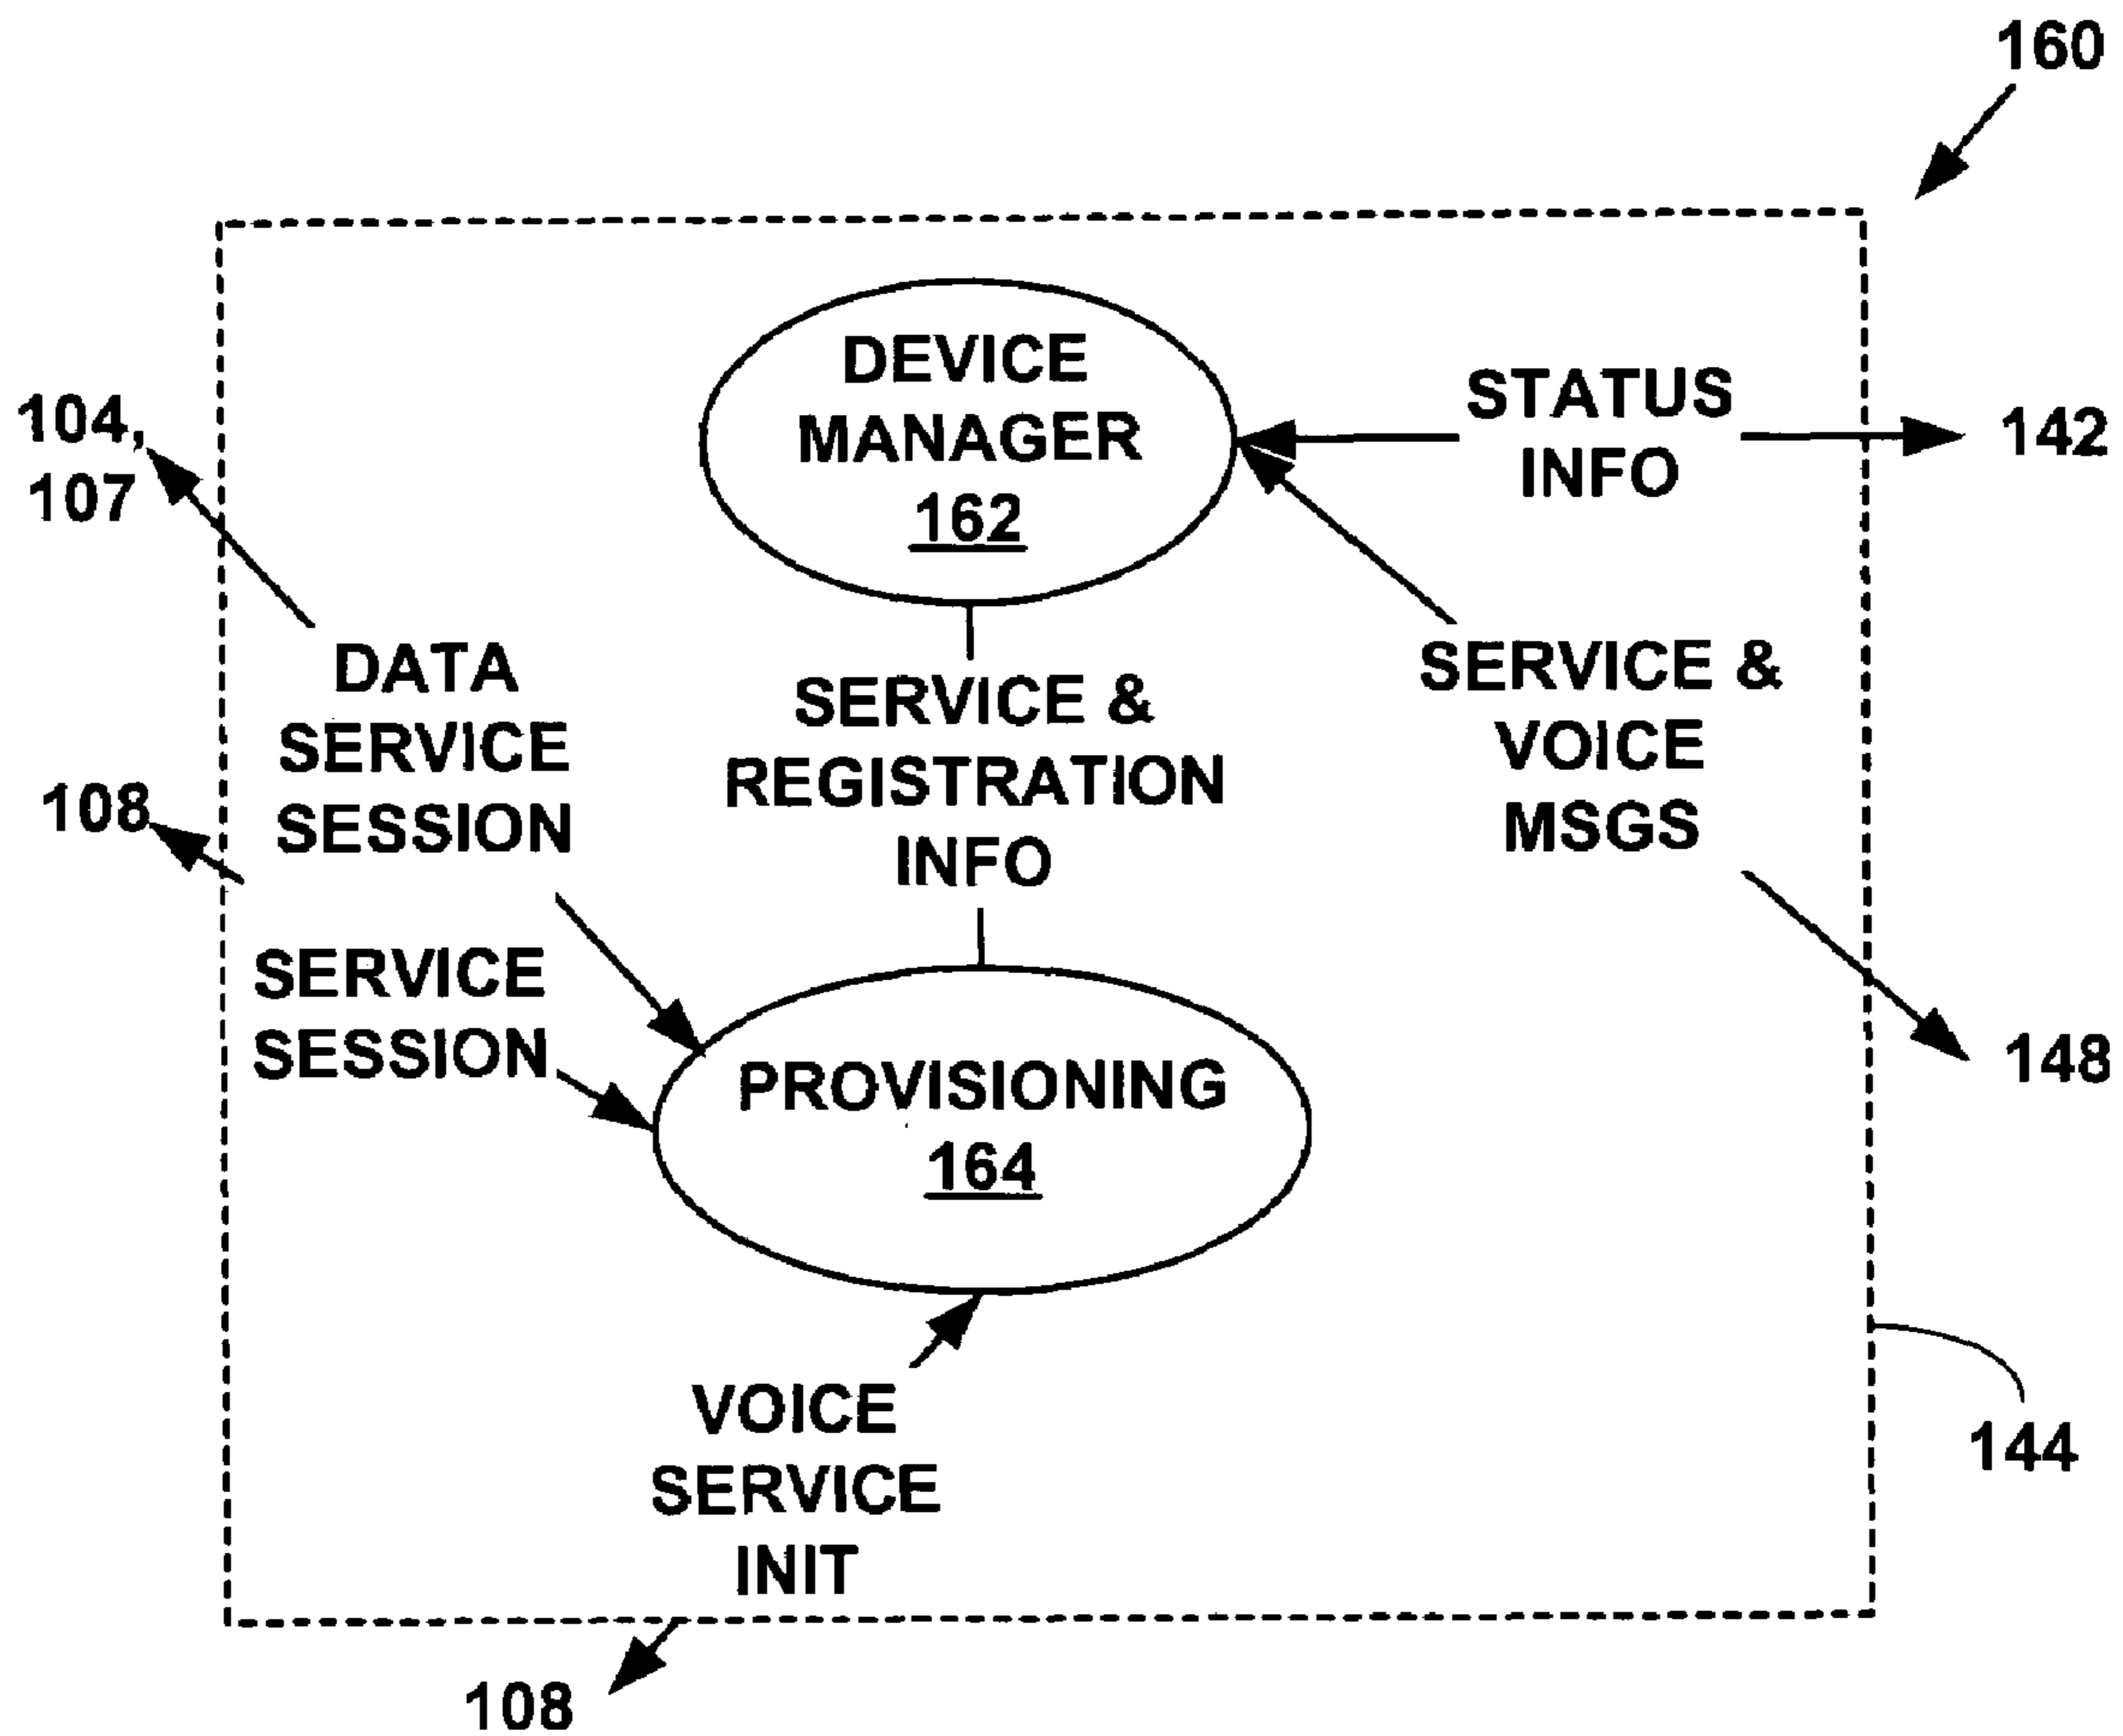 160
DEVICE
MANAGER
162
STATUS
INFO
142
104,
107
DATA
SERVICE
SESSION
SERVICE &
REGISTRATION
INFO
SERVICE &
VOICE
MSGS
108
SERVICE
SESSION
PROVISIONING
164
148
VOICE
SERVICE
INIT
144
108